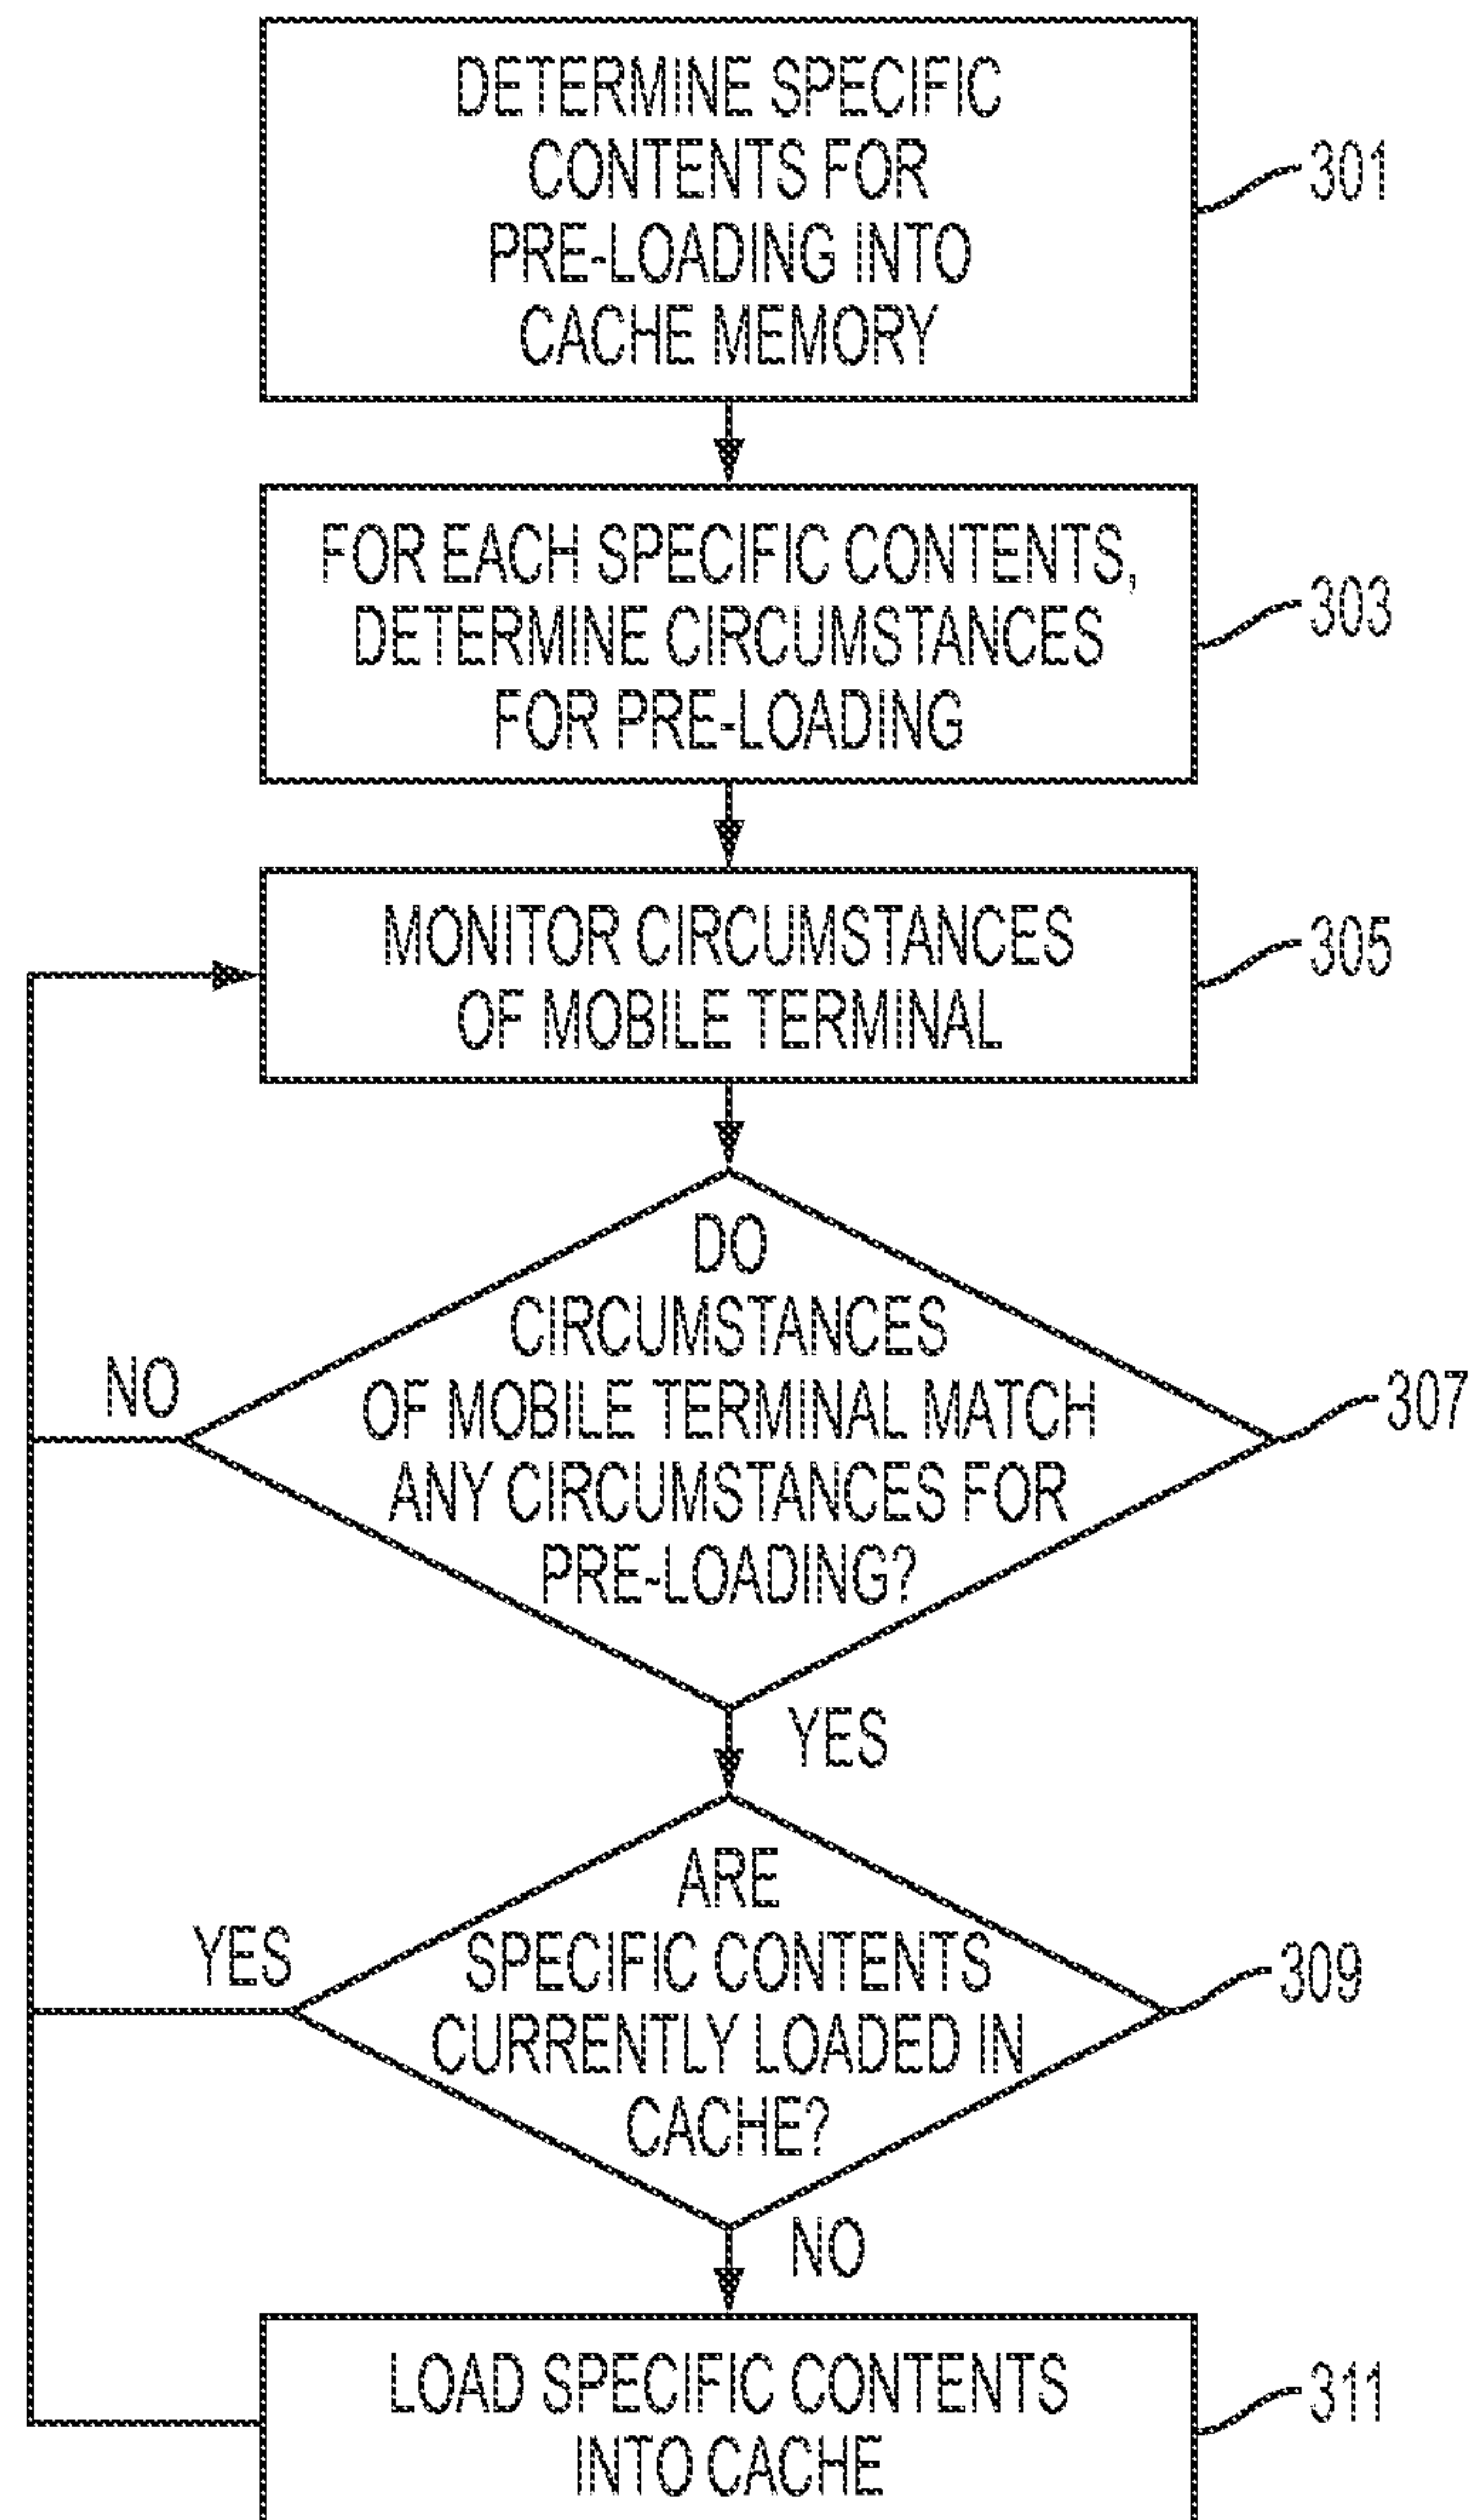 DETERMINE SPECIFIC
CONTENTS FOR
PRE-LOADING INTO
CACHE MEMORY
301
FOR EACH SPECIFIC CONTENTS,
DETERMINE CIRCUMSTANCES
FOR PRE-LOADING
303
MONITOR CIRCUMSTANCES
OF MOBILE TERMINAL
305
DO
CIRCUMSTANCES
OF MOBILE TERMINAL MATCH
ANY CIRCUMSTANCES FOR
PRE-LOADING?
NO
307
YES
ARE
SPECIFIC CONTENTS
CURRENTLY LOADED IN
CACHE?
YES
309
NO
LOAD SPECIFIC CONTENTS
INTO CACHE
311